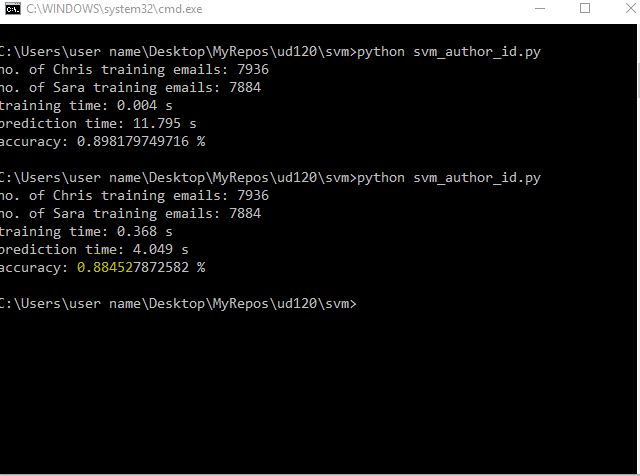 C:\WINDOWS\system32\cmd.exe
C:\Users\user name\Desktop\MyRepos\ud120\svm>python svm_author_id.py
no. of Chris training emails: 7936
no. of Sara training emails: 7884
training time: 0.004 s
prediction time: 11.795 s
accuracy: 0.898179749716 %
C:\Users\user name\Desktop\MyRepos\ud120\svm>python svm_author_id.py
no. of Chris training emails: 7936
no. of Sara training emails: 7884
training time: 0.368 s
prediction time: 4.049 s
accuracy: 0.884527872582 %
C:\Users\user name\Desktop\MyRepos\ud120\svm>